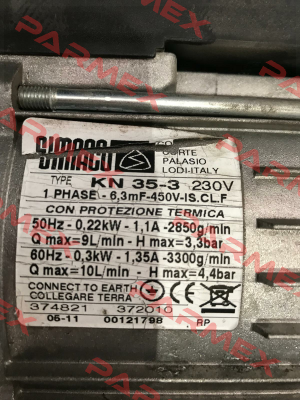 SIMACO
CORTE
PALASIO
LODI-ITALY
TYPE KN 35-3 230V
1 PHASE\ - 6,3mF-450V-IS.CL.F
CON PROTEZIONE TERMICA
50Hz - 0,22kW - 1,1A -2850g/min
Q max=9L/min - H max=3,3bar
60Hz - 0,3kW - 1,35A -3300g/min
Q max=10L/min - H max=4,4bar
CONNECT TO EARTH
COLLEGARE TERRA
CE
374821 372010
05-11 00121798 RP
PARMEX
PARMEX
PARMEX
PARMEX
PARMEX